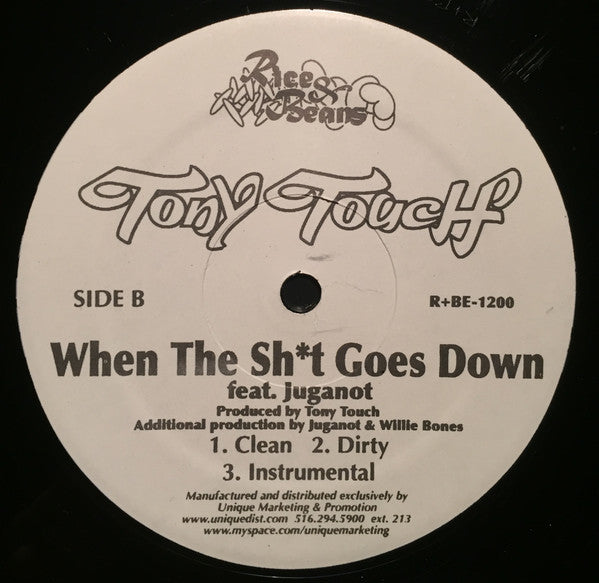 Rice &
Beans
Tony Touch
SIDE B
R+BE-1200
When The Sh*t Goes Down
feat. Juganot
Produced by Tony Touch
Additional production by Juganot & Willie Bones
1. Clean 2. Dirty
3. Instrumental
Manufactured and distributed exclusively by
Unique Marketing & Promotion
www.uniquedist.com 516.294.5900 ext. 213
www.myspace.com/uniquemarketing